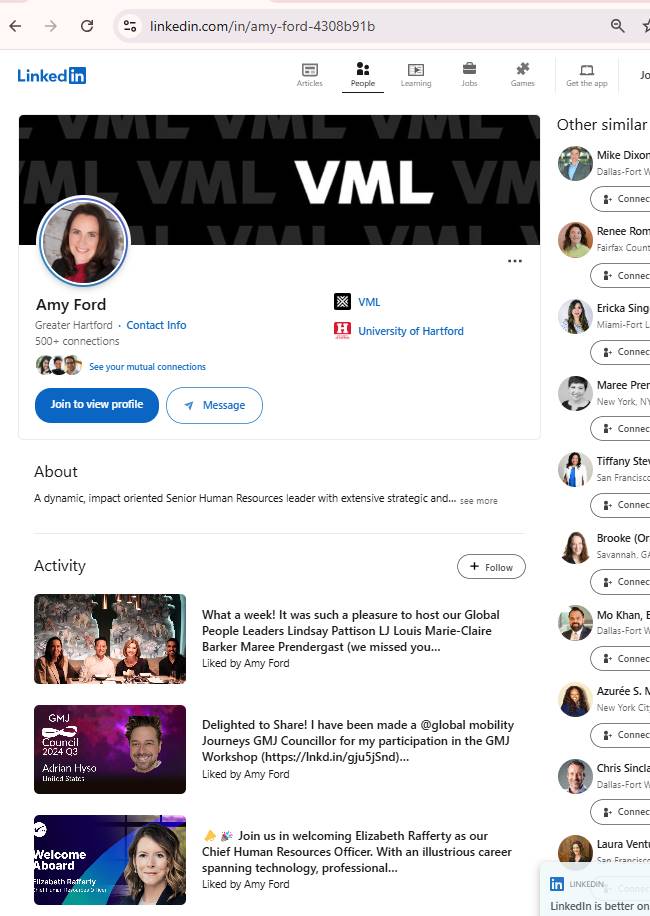 linkedin.com/in/amy-ford-4308b91b
LinkedIn
Articles
People
Learning
Jobs
Games
Get the app
Jo
VML
Amy Ford
Greater Hartford · Contact Info
500+ connections
See your mutual connections
VML
University of Hartford
Join to view profile
Message
About
A dynamic, impact oriented Senior Human Resources leader with extensive strategic and… see more
Activity
+ Follow
What a week! It was such a pleasure to host our Global
People Leaders Lindsay Pattison LJ Louis Marie-Claire
Barker Maree Prendergast (we missed you…
Liked by Amy Ford
GMJ
Council
2024 Q3
Adrian Hyso
United States
Delighted to Share! I have been made a @global mobility
Journeys GMJ Councillor for my participation in the GMJ
Workshop (https://lnkd.in/gju5jSnd)…
Liked by Amy Ford
Welcome
Aboard
Elizabeth Rafferty
Chief Human Resources Officer
📣 🎉 Join us in welcoming Elizabeth Rafferty as our
Chief Human Resources Officer. With an illustrious career
spanning technology, professional…
Liked by Amy Ford
Other similar
Mike Dixon
Dallas-Fort W
Connec
Renee Rom
Fairfax Count
Connec
Ericka Sing
Miami-Fort L
Connec
Maree Pren
New York, NY
Connec
Tiffany Stev
San Francisco
Connec
Brooke (Or
Savannah, GA
Connec
Mo Khan, E
Dallas-Fort W
Connec
Azurée S. M
New York City
Connec
Chris Sincla
Dallas-Fort W
Connec
Laura Ventu
San Francisco
LINKEDIN
LinkedIn is better on